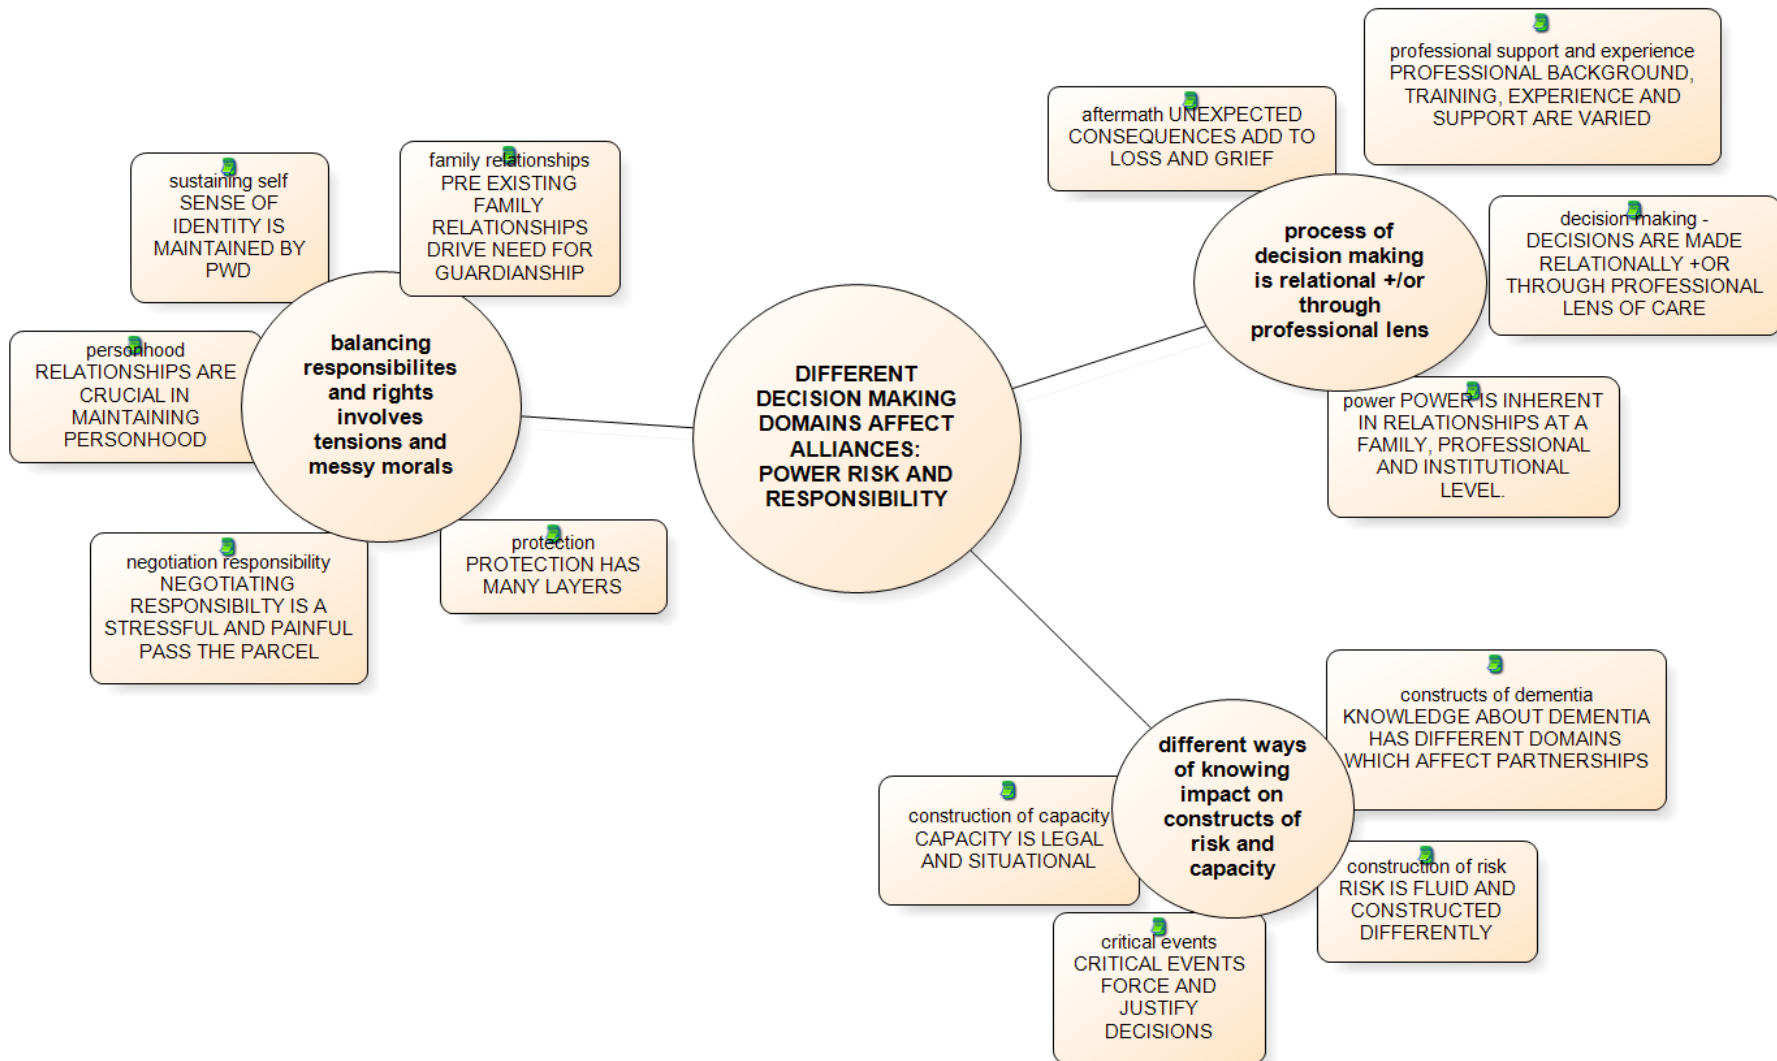 professional support and experience
PROFESSIONAL BACKGROUND,
TRAINING, EXPERIENCE AND
SUPPORT ARE VARIED
aftermath UNEXPECTED
CONSEQUENCES ADD TO
LOSS AND GRIEF
family relationships
PRE EXISTING
FAMILY
RELATIONSHIPS
DRIVE NEED FOR
GUARDIANSHIP
sustaining self
SENSE OF
IDENTITY IS
MAINTAINED BY
PWD
process of
decision making
is relational +/or
through
professional lens
decision making -
DECISIONS ARE MADE
RELATIONALLY +OR
THROUGH PROFESSIONAL
LENS OF CARE
personhood
RELATIONSHIPS ARE
CRUCIAL IN
MAINTAINING
PERSONHOOD
balancing
responsibilites
and rights
involves
tensions and
messy morals
DIFFERENT
DECISION MAKING
DOMAINS AFFECT
ALLIANCES:
POWER RISK AND
RESPONSIBILITY
power POWER IS INHERENT
IN RELATIONSHIPS AT A
FAMILY, PROFESSIONAL
AND INSTITUTIONAL
LEVEL.
negotiation responsibility
NEGOTIATING
RESPONSIBILTY IS A
STRESSFUL AND PAINFUL
PASS THE PARCEL
protection
PROTECTION HAS
MANY LAYERS
constructs of dementia
KNOWLEDGE ABOUT DEMENTIA
HAS DIFFERENT DOMAINS
WHICH AFFECT PARTNERSHIPS
different ways
of knowing
impact on
constructs of
risk and
capacity
construction of capacity
CAPACITY IS LEGAL
AND SITUATIONAL
construction of risk
RISK IS FLUID AND
CONSTRUCTED
DIFFERENTLY
critical events
CRITICAL EVENTS
FORCE AND
JUSTIFY
DECISIONS